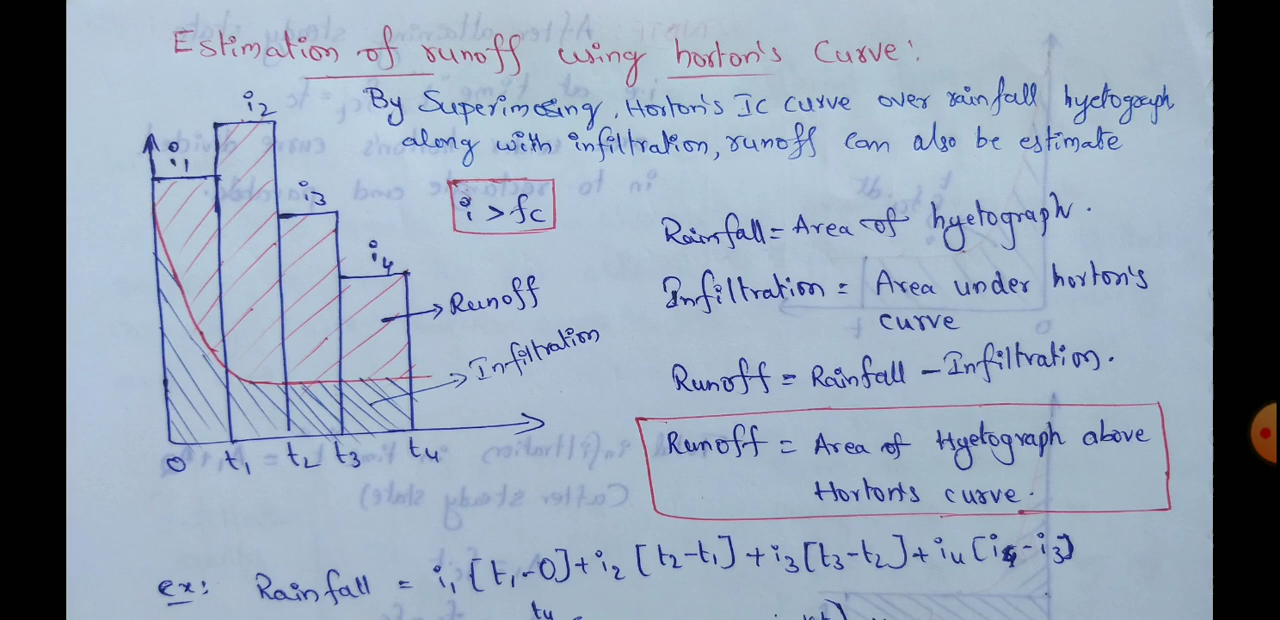 Estimation of runoff using horton's Curve:
By Superimosing, Horton's Ic curve over rainfall hyetograph
along with infiltration, runoff can also be estimate
i₁
i₂
i₃
i₄
i > fc
Rainfall = Area of hyetograph.
Infiltration = Area under horton's
curve
Runoff = Rainfall - Infiltration.
Runoff = Area of Hyetograph above
Horton's curve.
Runoff
Infiltration
0 t₁ t₂ t₃ t₄
ex: Rainfall = i₁[t₁-0]+i₂[t₂-t₁]+i₃[t₃-t₂]+i₄[i₄-i₃]
t₄